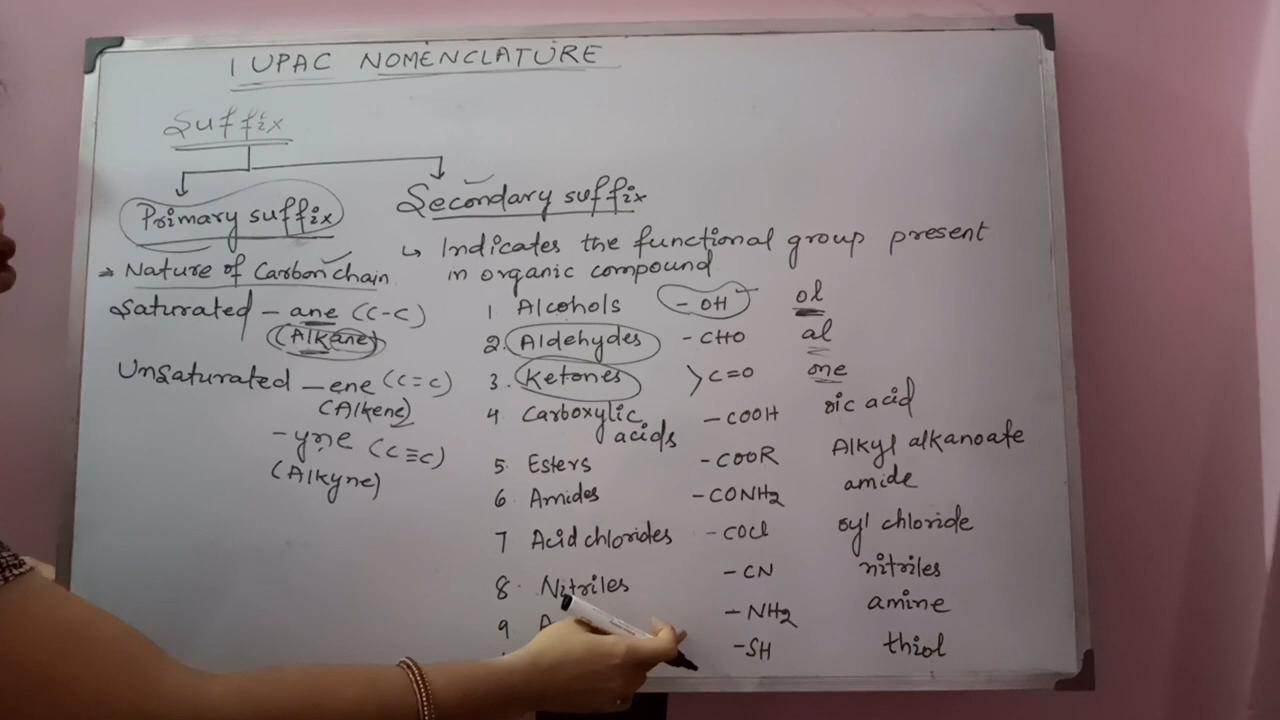 IUPAC NOMENCLATURE
Suffix
Primary suffix
Nature of Carbon chain
Saturated - ane (C-C)
(Alkane)
Unsaturated - ene (C=C)
(Alkene)
- yne (C≡C)
(Alkyne)
Secondary suffix
↳ Indicates the functional group present
in organic compound
1 Alcohols - OH ol
2. Aldehydes - CHO al
3. Ketones >C=O one
4 Carboxylic acids - COOH oic acid
5. Esters - COOR Alkyl alkanoate
6. Amides - CONH2 amide
7 Acid chlorides - COCl oyl chloride
8. Nitriles - CN nitriles
9 - NH2 amine
- SH thiol